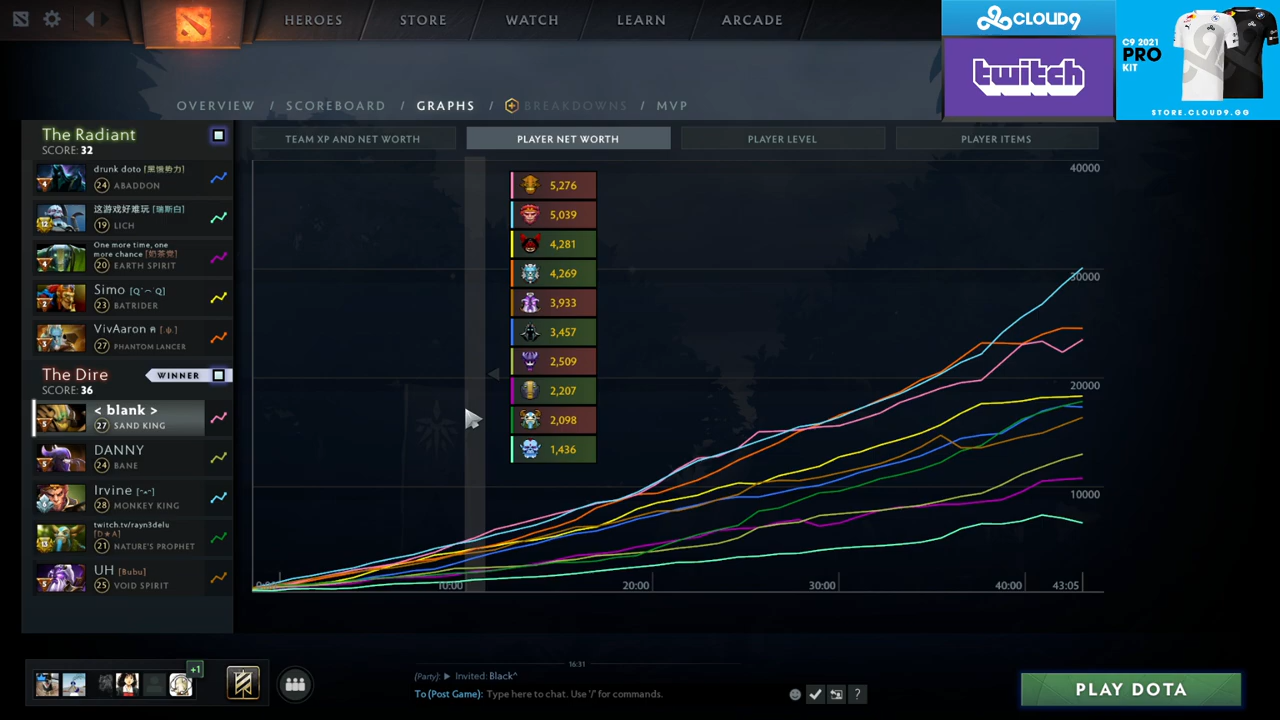 HEROES
STORE
WATCH
LEARN
ARCADE
CLOUD9
twitch
C9 2021
PRO
KIT
STORE.CLOUD9.GG
OVERVIEW / SCOREBOARD / GRAPHS / BREAKDOWNS / MVP
The Radiant
SCORE: 32
TEAM XP AND NET WORTH
PLAYER NET WORTH
PLAYER LEVEL
PLAYER ITEMS
drunk doto [黑饿势力]
24 ABADDON
这游戏好难玩 [瑞斯白]
19 LICH
One more time, one
more chance [奶茶党]
20 EARTH SPIRIT
Simo [Q˙⌒˙Q]
23 BATRIDER
VivAaron
27 PHANTOM LANCER
The Dire
WINNER
SCORE: 36
< blank >
27 SAND KING
DANNY
24 BANE
Irvine [-ᴗ-]
28 MONKEY KING
twitch.tv/rayn3delu
[D★A]
21 NATURE'S PROPHET
UH [Bubu]
25 VOID SPIRIT
5,276
5,039
4,281
4,269
3,933
3,457
2,509
2,207
2,098
1,436
40000
30000
20000
10000
10:00
20:00
30:00
40:00
43:05
+1
16:31
[Party]: ▶ Invited: Black^
To (Post Game): Type here to chat. Use '/' for commands.
?
PLAY DOTA